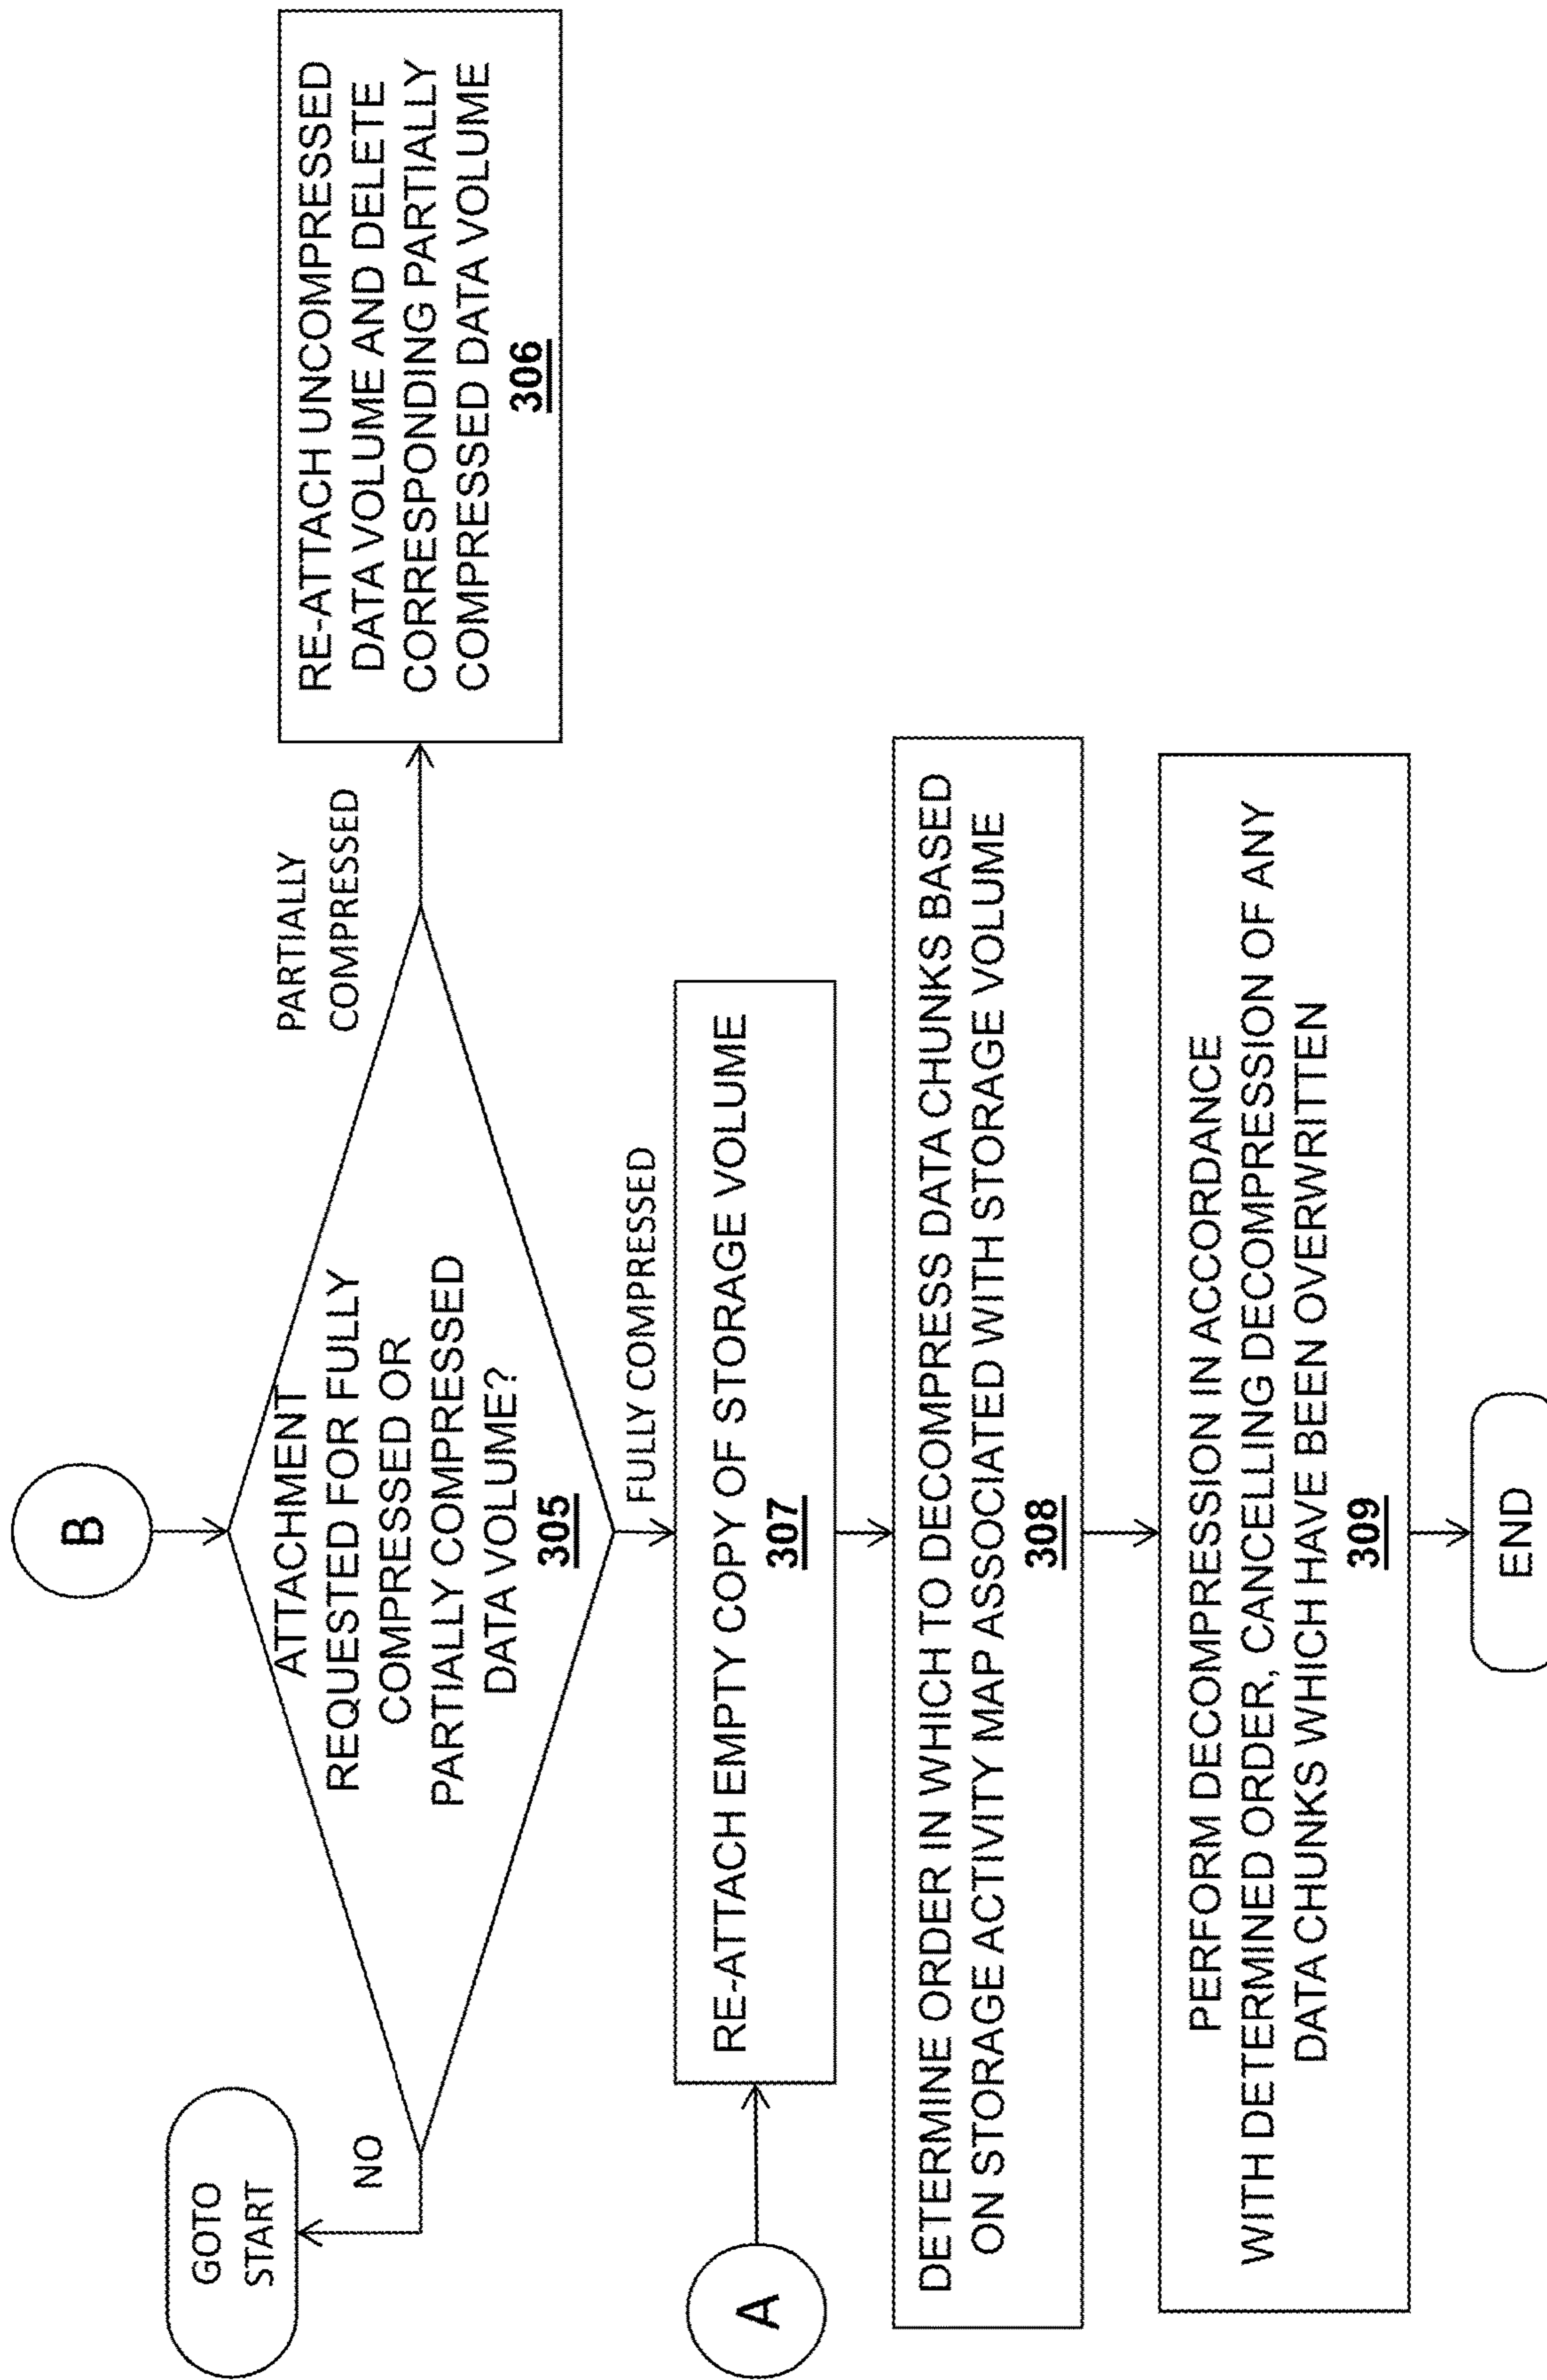 B
GOTO
START
NO
ATTACHMENT
REQUESTED FOR FULLY
COMPRESSED OR
PARTIALLY COMPRESSED
DATA VOLUME?
305
PARTIALLY
COMPRESSED
RE-ATTACH UNCOMPRESSED
DATA VOLUME AND DELETE
CORRESPONDING PARTIALLY
COMPRESSED DATA VOLUME
306
FULLY COMPRESSED
A
RE-ATTACH EMPTY COPY OF STORAGE VOLUME
307
DETERMINE ORDER IN WHICH TO DECOMPRESS DATA CHUNKS BASED
ON STORAGE ACTIVITY MAP ASSOCIATED WITH STORAGE VOLUME
308
PERFORM DECOMPRESSION IN ACCORDANCE
WITH DETERMINED ORDER, CANCELLING DECOMPRESSION OF ANY
DATA CHUNKS WHICH HAVE BEEN OVERWRITTEN
309
END